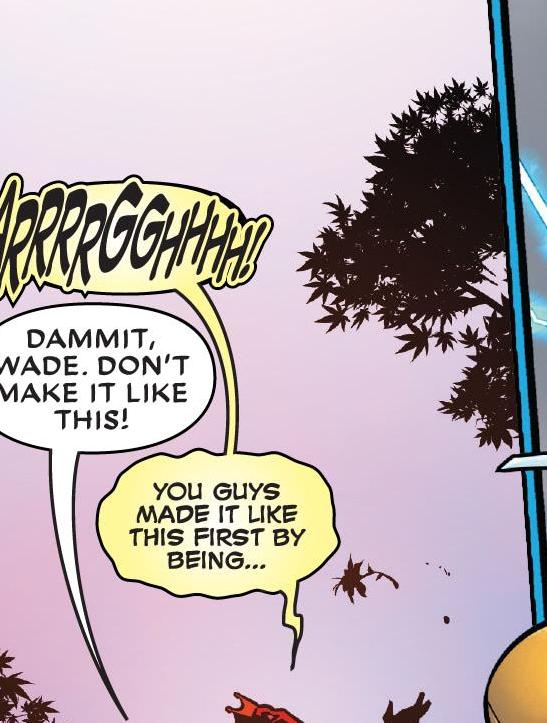 ARRRRGGHHHH!
DAMMIT,
WADE. DON'T
MAKE IT LIKE
THIS!
YOU GUYS
MADE IT LIKE
THIS FIRST BY
BEING...